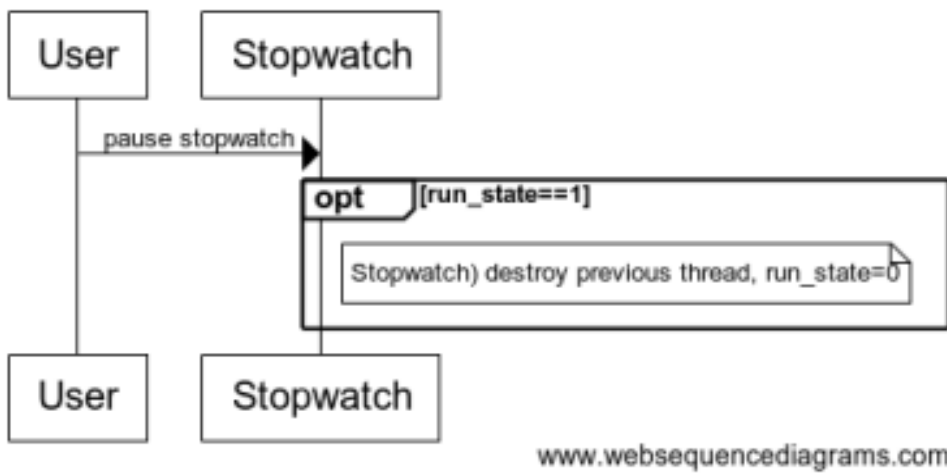 User
Stopwatch
pause stopwatch
opt
[run_state==1]
Stopwatch) destroy previous thread, run_state=0
User
Stopwatch
www.websequencediagrams.com